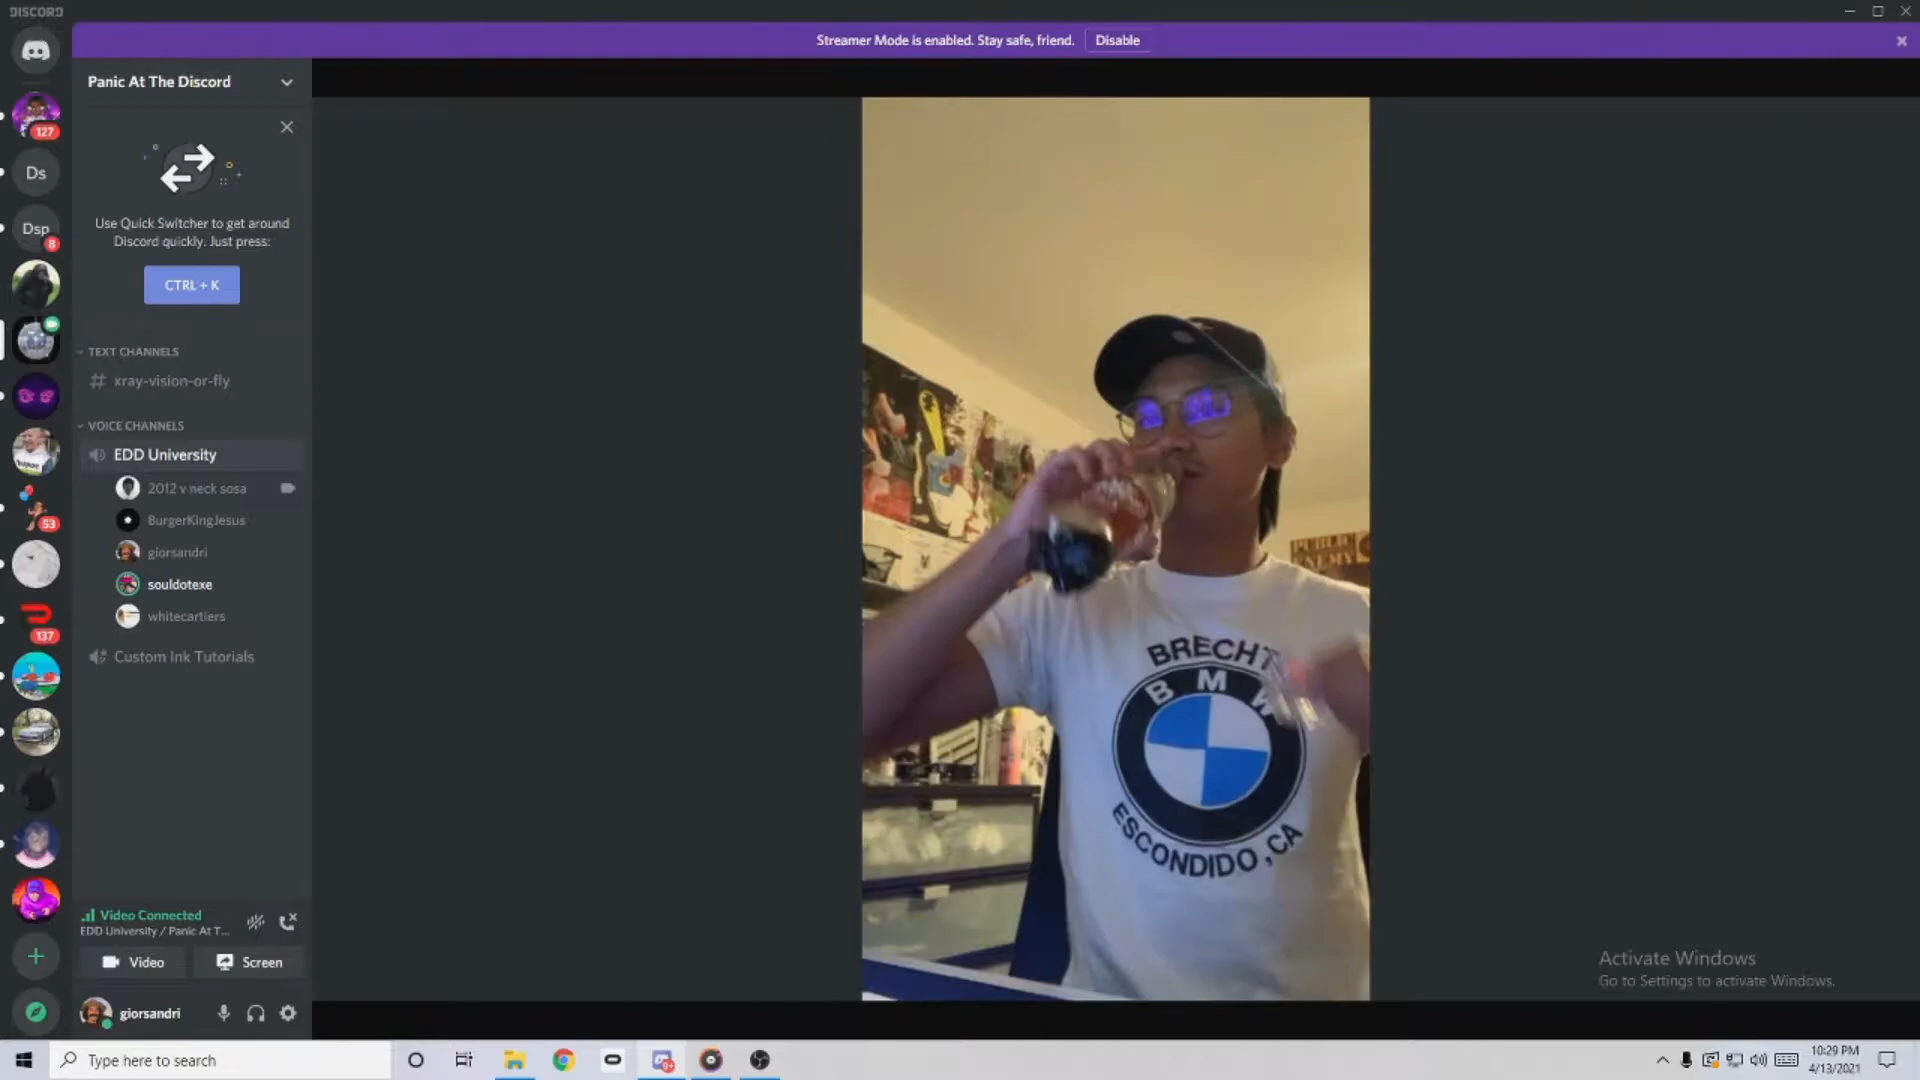 DISCORD
Streamer Mode is enabled. Stay safe, friend.
Disable
Panic At The Discord
127
Ds
Dsp
8
53
137
Use Quick Switcher to get around
Discord quickly. Just press:
CTRL + K
TEXT CHANNELS
# xray-vision-or-fly
VOICE CHANNELS
EDD University
2012 v neck sosa
BurgerKingJesus
giorsandri
souldotexe
whitecartiers
Custom Ink Tutorials
PUBLIC
ENEMY
BRECHT
BMW
ESCONDIDO, CA
Video Connected
EDD University / Panic At T...
Video
Screen
giorsandri
Activate Windows
Go to Settings to activate Windows.
Type here to search
9+
10:29 PM
4/13/2021